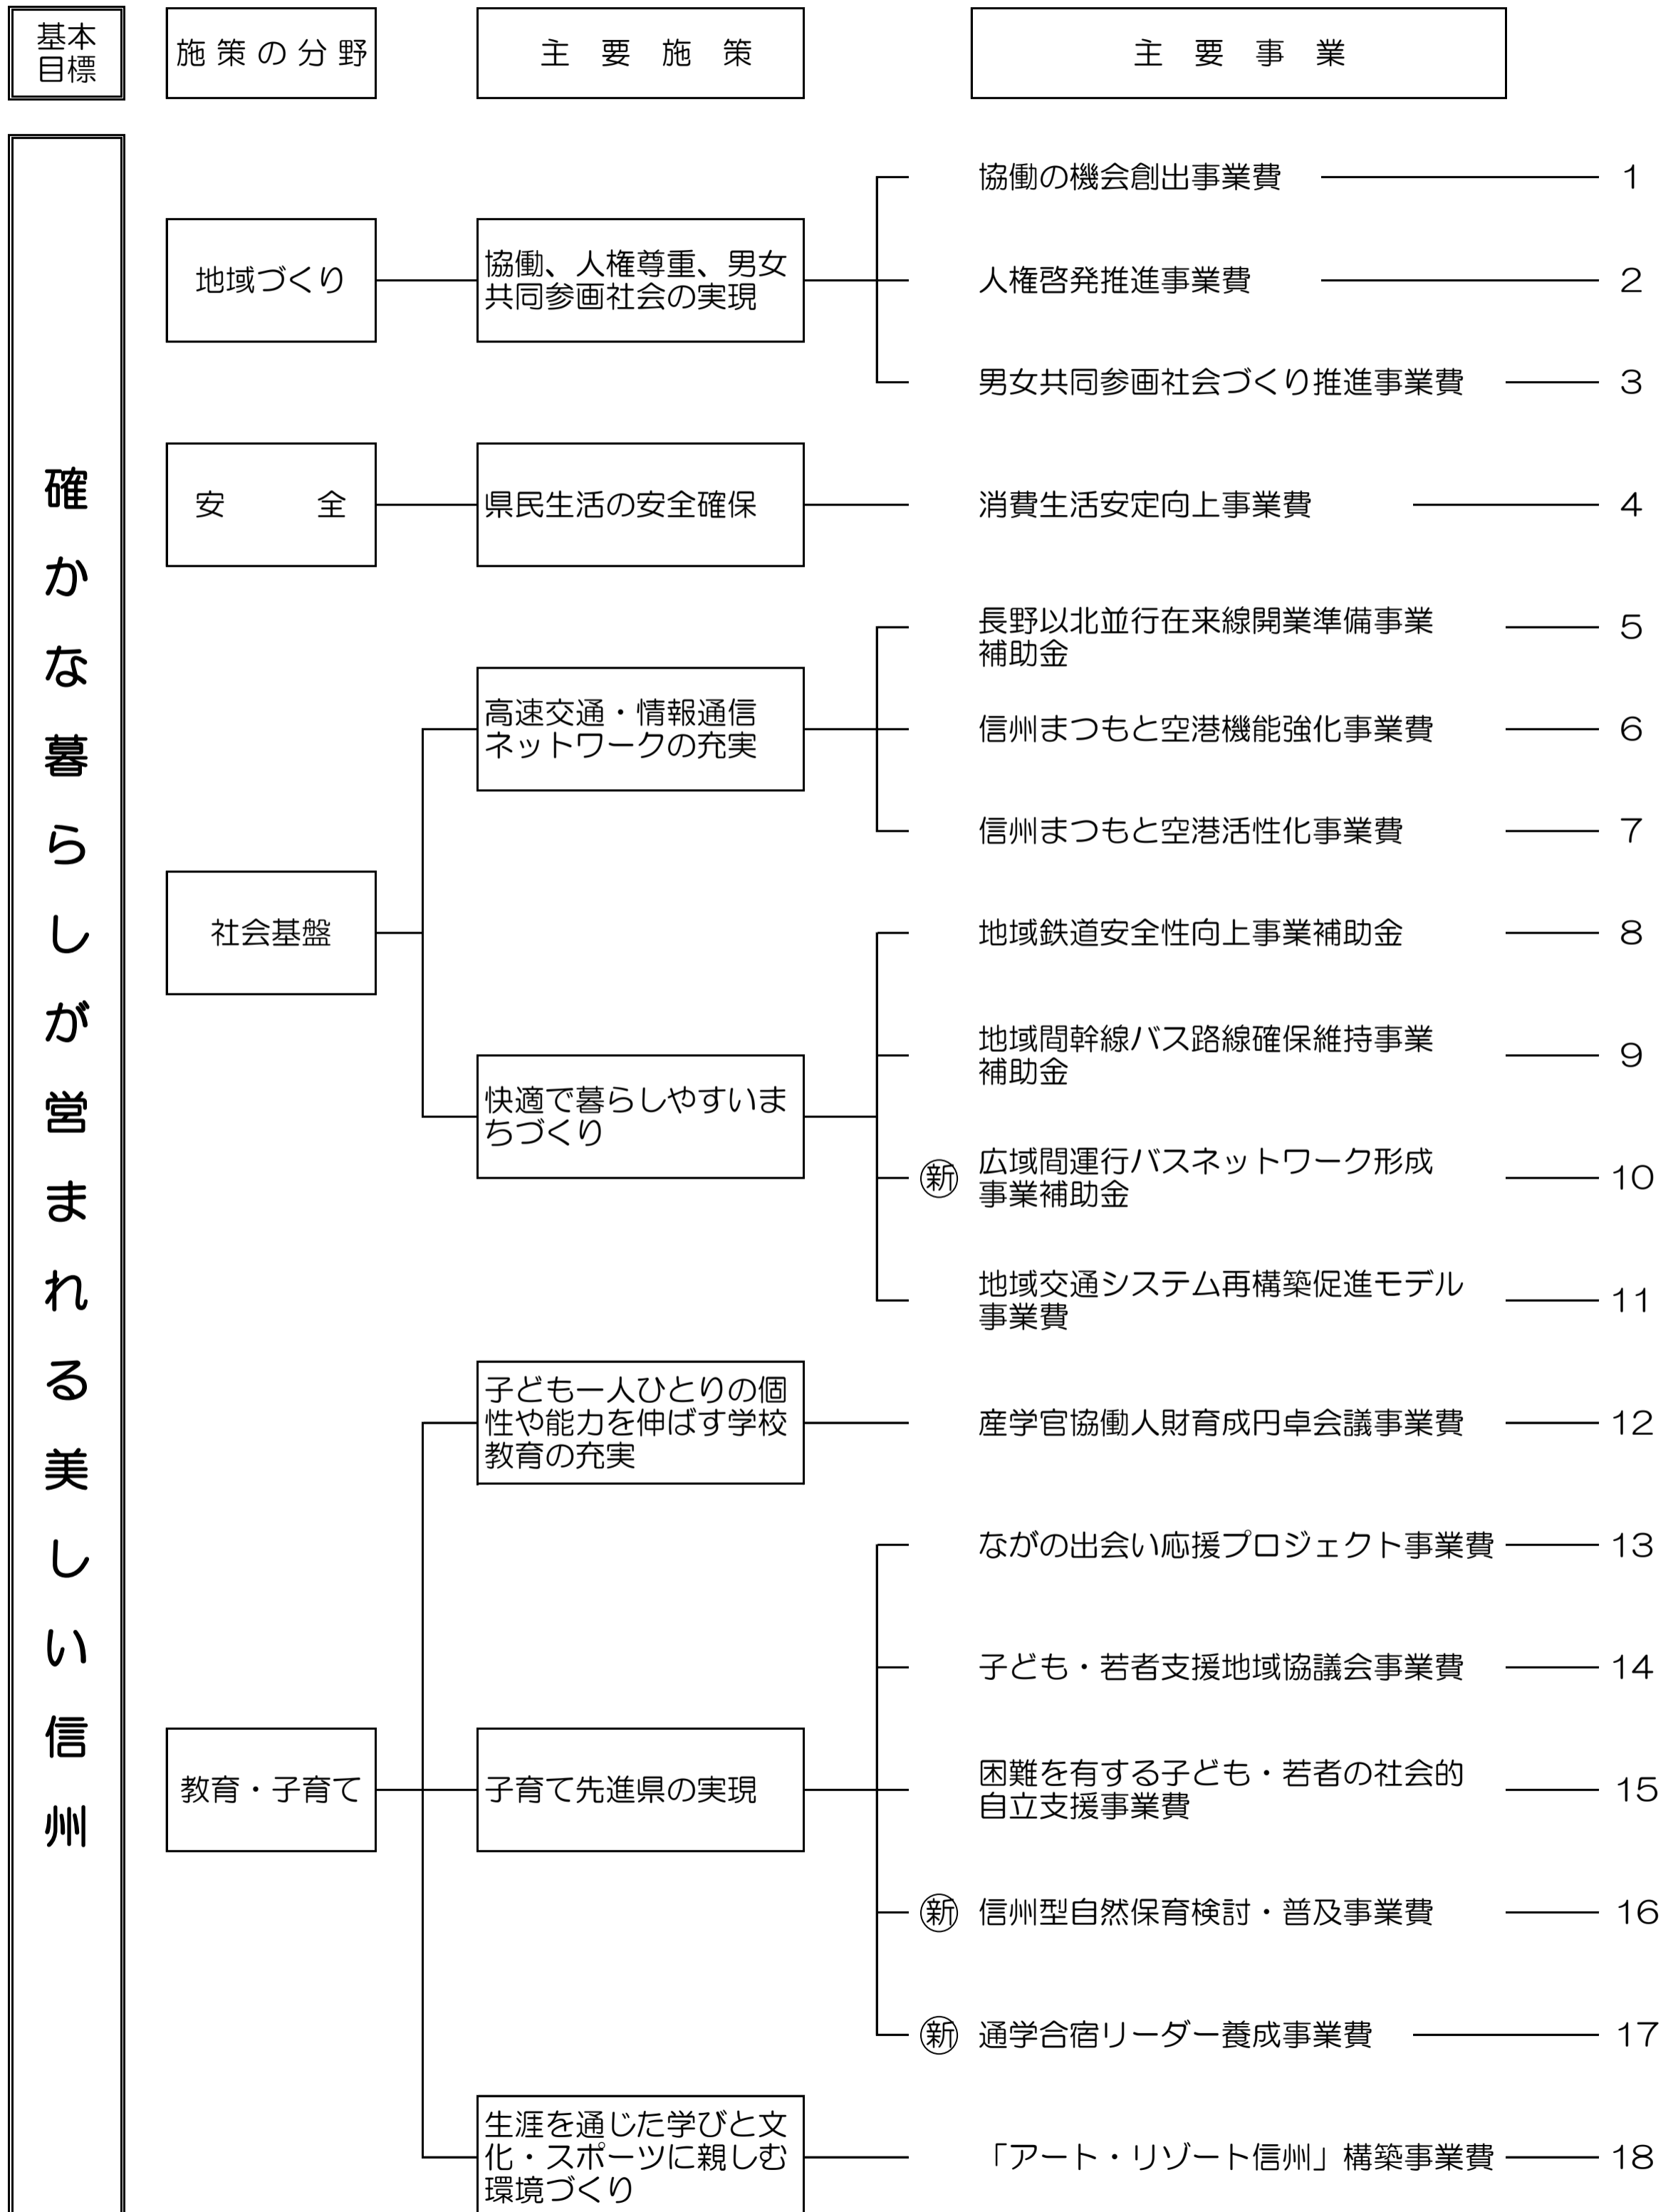 基本
目標
施策の分野
主要施策
主要事業
確かな暮らしが営まれる美しい信州
地域づくり
協働、人権尊重、男女
共同参画社会の実現
協働の機会創出事業費 1
人権啓発推進事業費 2
男女共同参画社会づくり推進事業費 3
安全
県民生活の安全確保
消費生活安定向上事業費 4
社会基盤
高速交通・情報通信
ネットワークの充実
長野以北並行在来線開業準備事業
補助金 5
信州まつもと空港機能強化事業費 6
信州まつもと空港活性化事業費 7
快適で暮らしやすいま
ちづくり
地域鉄道安全性向上事業補助金 8
地域間幹線バス路線確保維持事業
補助金 9
新 広域間運行バスネットワーク形成
事業補助金 10
地域交通システム再構築促進モデル
事業費 11
教育・子育て
子ども一人ひとりの個
性や能力を伸ばす学校
教育の充実
産学官協働人財育成円卓会議事業費 12
子育て先進県の実現
ながの出会い応援プロジェクト事業費 13
子ども・若者支援地域協議会事業費 14
困難を有する子ども・若者の社会的
自立支援事業費 15
新 信州型自然保育検討・普及事業費 16
新 通学合宿リーダー養成事業費 17
生涯を通じた学びと文
化・スポーツに親しむ
環境づくり
「アート・リゾート信州」構築事業費 18